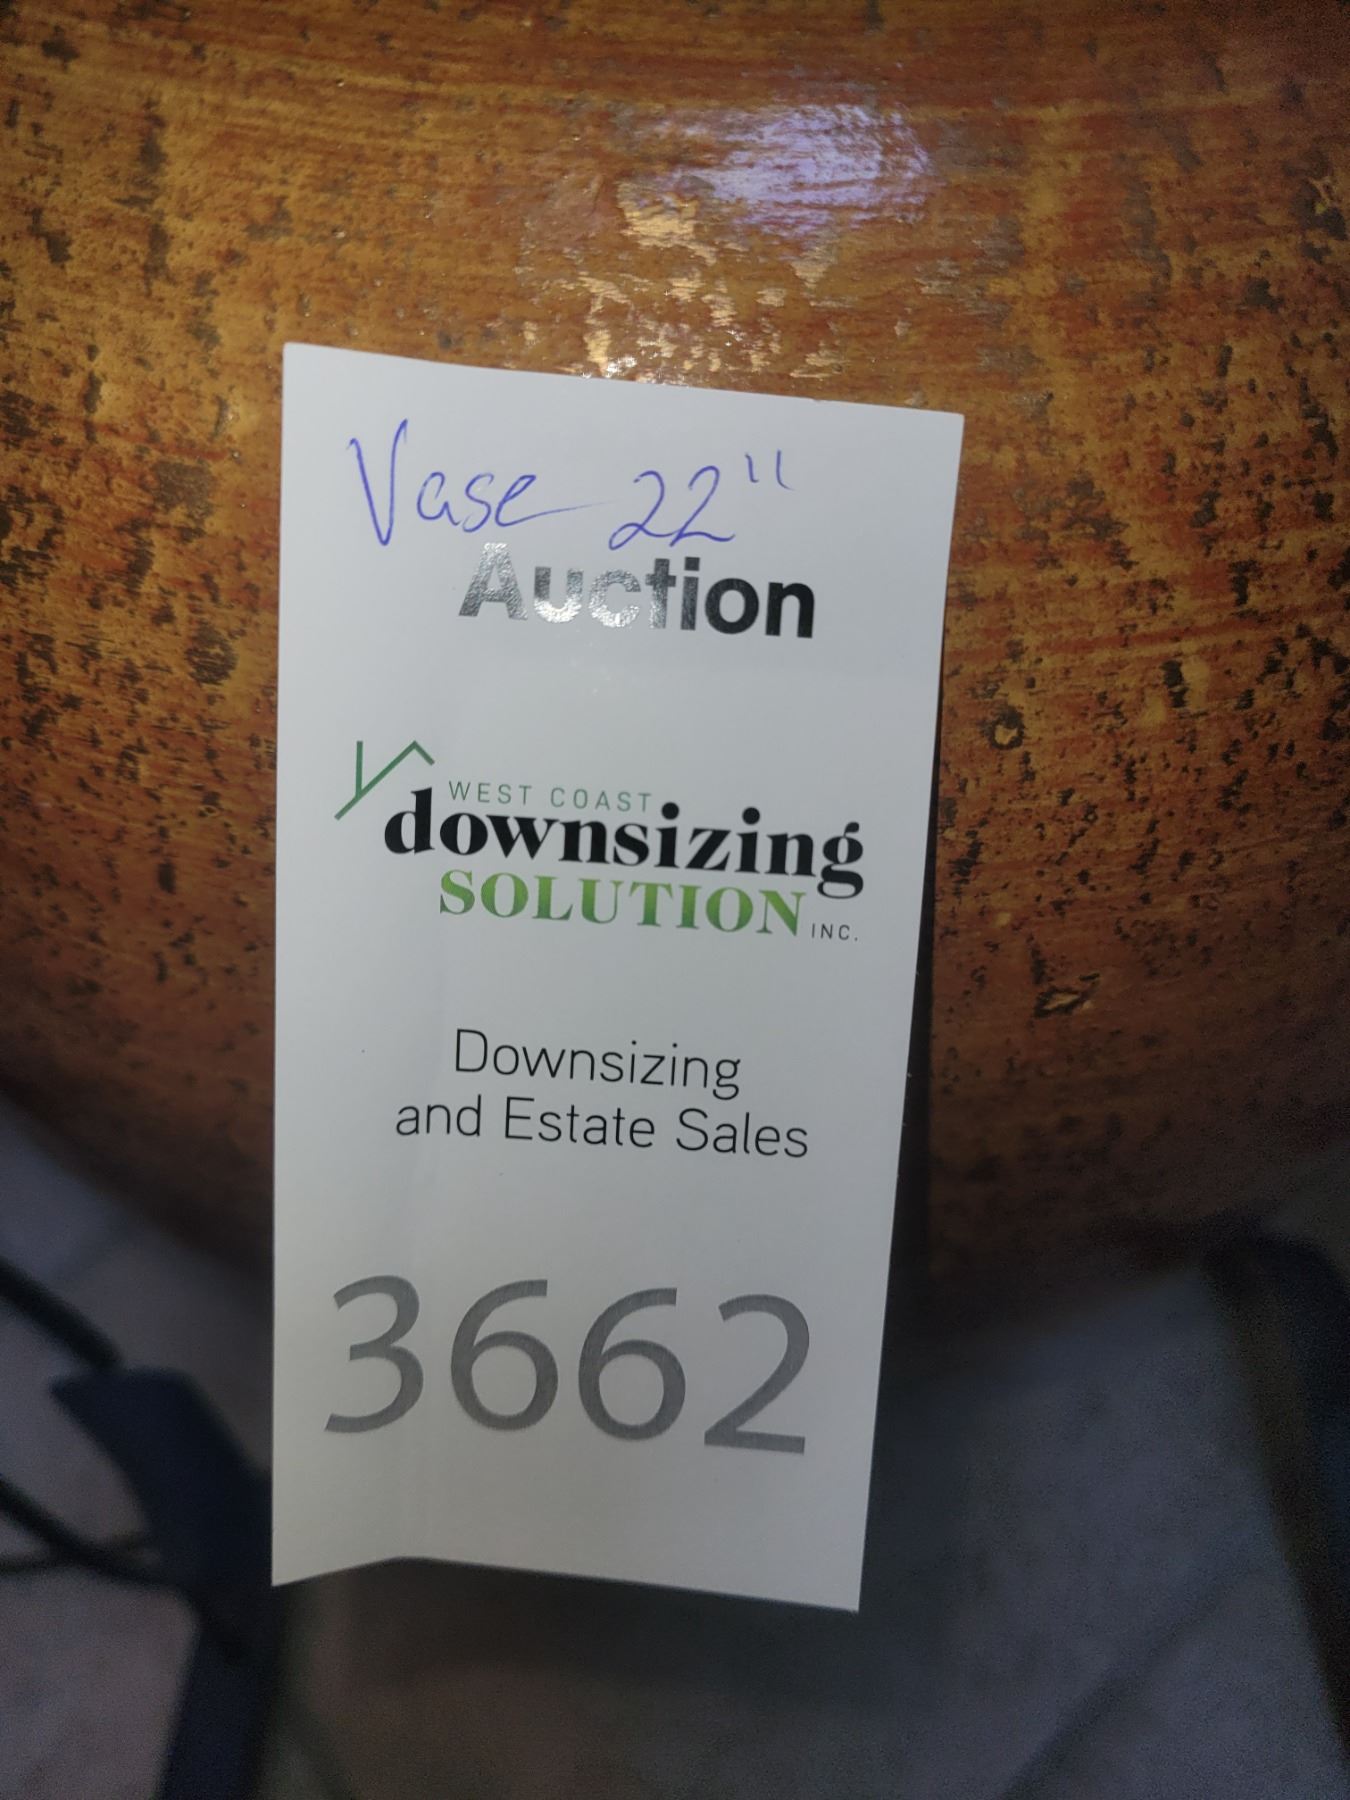 Vase 22"
Auction
WEST COAST
downsizing
SOLUTION INC.
Downsizing
and Estate Sales
3662